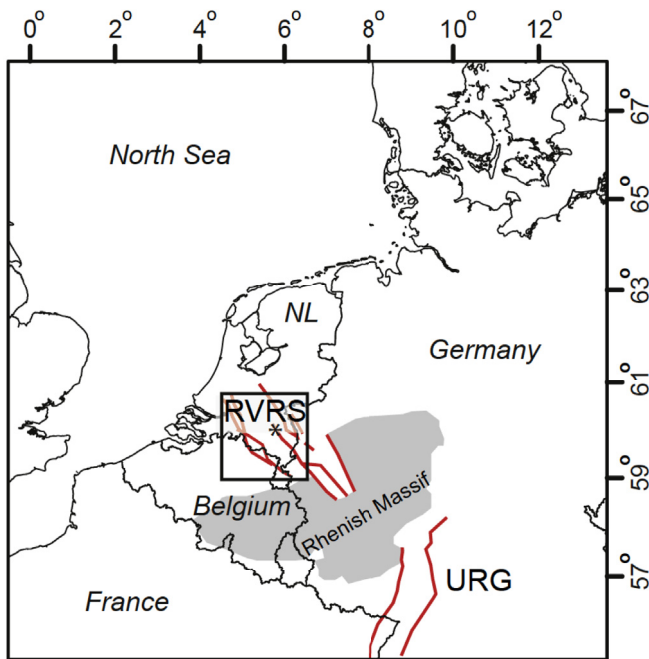 0° 2° 4° 6° 8° 10° 12°
67°
North Sea
65°
63°
NL
Germany
61°
RVRS
*
59°
Belgium
Rhenish Massif
57°
URG
France